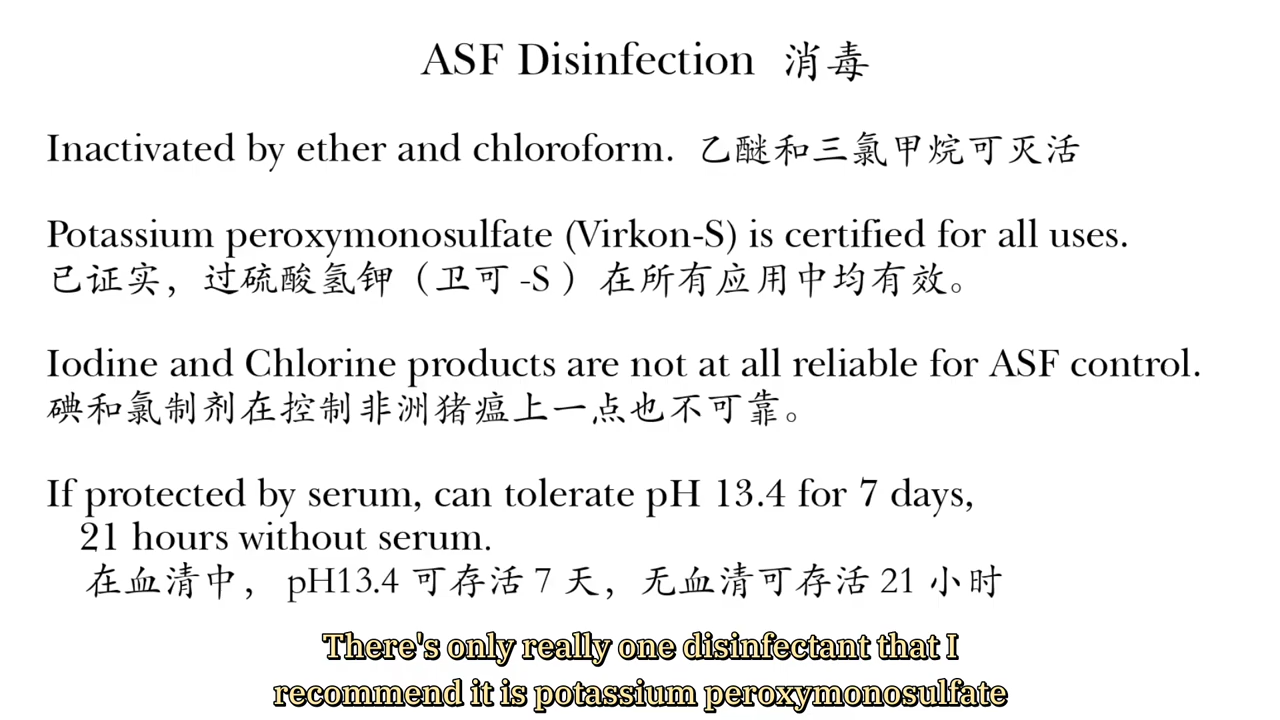 ASF Disinfection 消毒
Inactivated by ether and chloroform. 乙醚和三氯甲烷可灭活
Potassium peroxymonosulfate (Virkon-S) is certified for all uses.
已证实，过硫酸氢钾（卫可 -S ）在所有应用中均有效。
Iodine and Chlorine products are not at all reliable for ASF control.
碘和氯制剂在控制非洲猪瘟上一点也不可靠。
If protected by serum, can tolerate pH 13.4 for 7 days,
21 hours without serum.
在血清中， pH13.4 可存活 7 天，无血清可存活 21 小时
There's only really one disinfectant that I
recommend it is potassium peroxymonosulfate